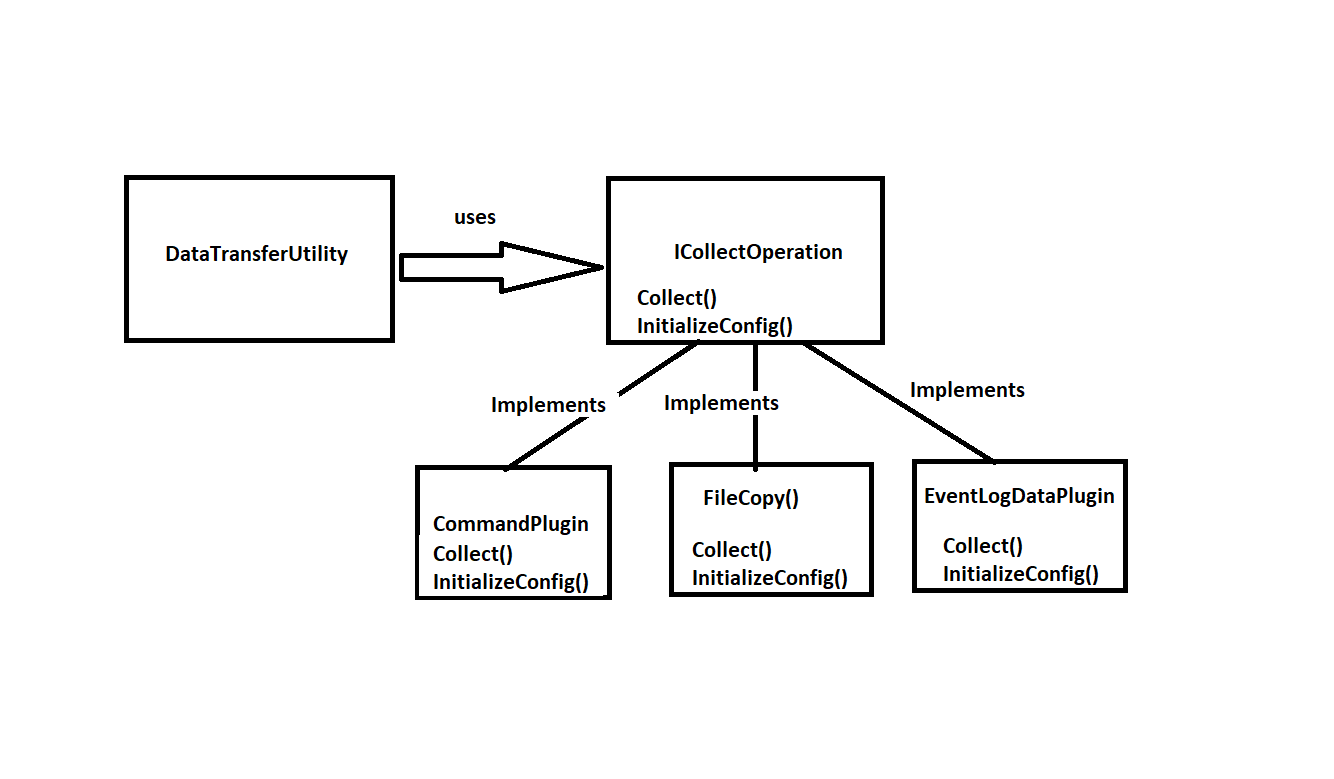 uses
DataTransferUtility
ICollectOperation
Collect()
InitializeConfig()
Implements
Implements
Implements
CommandPlugin
Collect()
InitializeConfig()
FileCopy()
Collect()
InitializeConfig()
EventLogDataPlugin
Collect()
InitializeConfig()